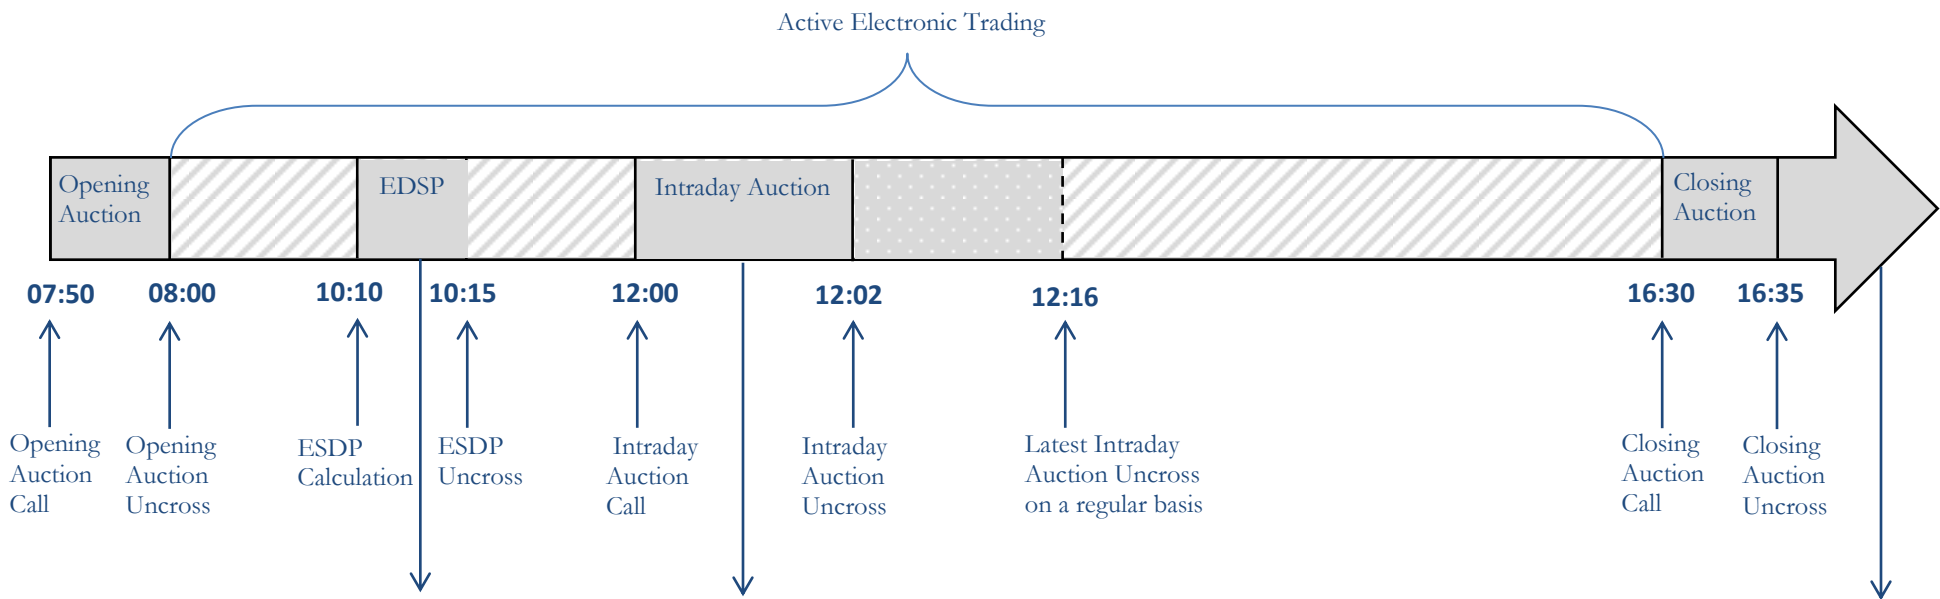 Active Electronic Trading
Opening
Auction
EDSP
Intraday Auction
Closing
Auction
07:50
08:00
10:10
10:15
12:00
12:02
12:16
16:30
16:35
Opening
Auction
Call
Opening
Auction
Uncross
ESDP
Calculation
ESDP
Uncross
Intraday
Auction
Call
Intraday
Auction
Uncross
Latest Intraday
Auction Uncross
on a regular basis
Closing
Auction
Call
Closing
Auction
Uncross